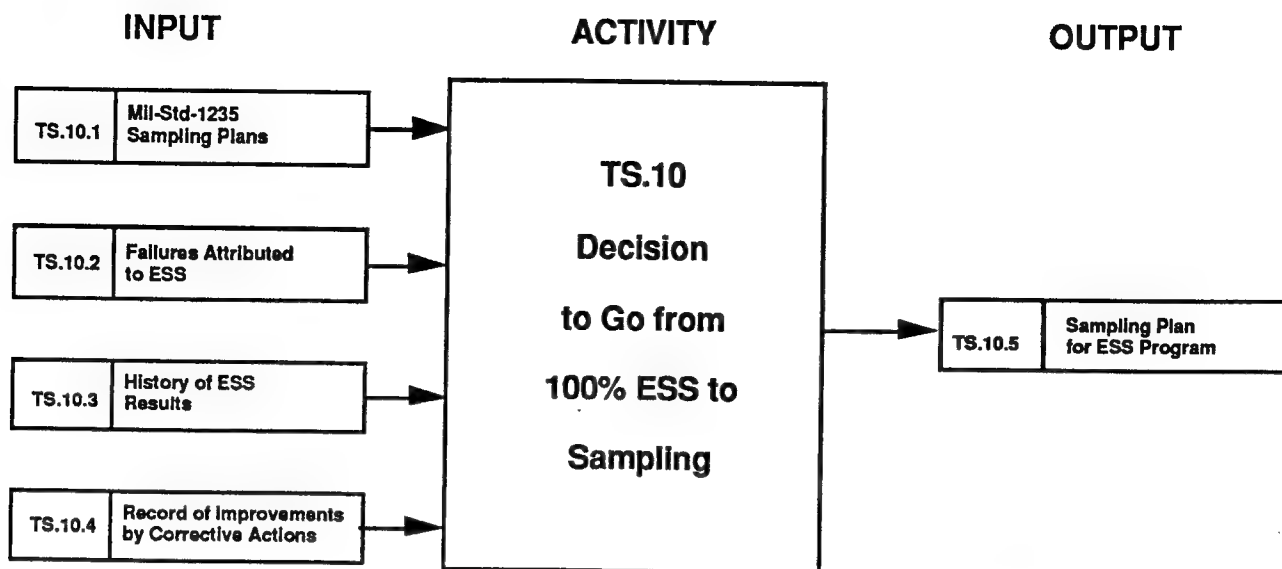 INPUT
ACTIVITY
OUTPUT
TS.10.1
Mil-Std-1235
Sampling Plans
TS.10.2
Failures Attributed
to ESS
TS.10.3
History of ESS
Results
TS.10.4
Record of Improvements
by Corrective Actions
TS.10
Decision
to Go from
100% ESS to
Sampling
TS.10.5
Sampling Plan
for ESS Program